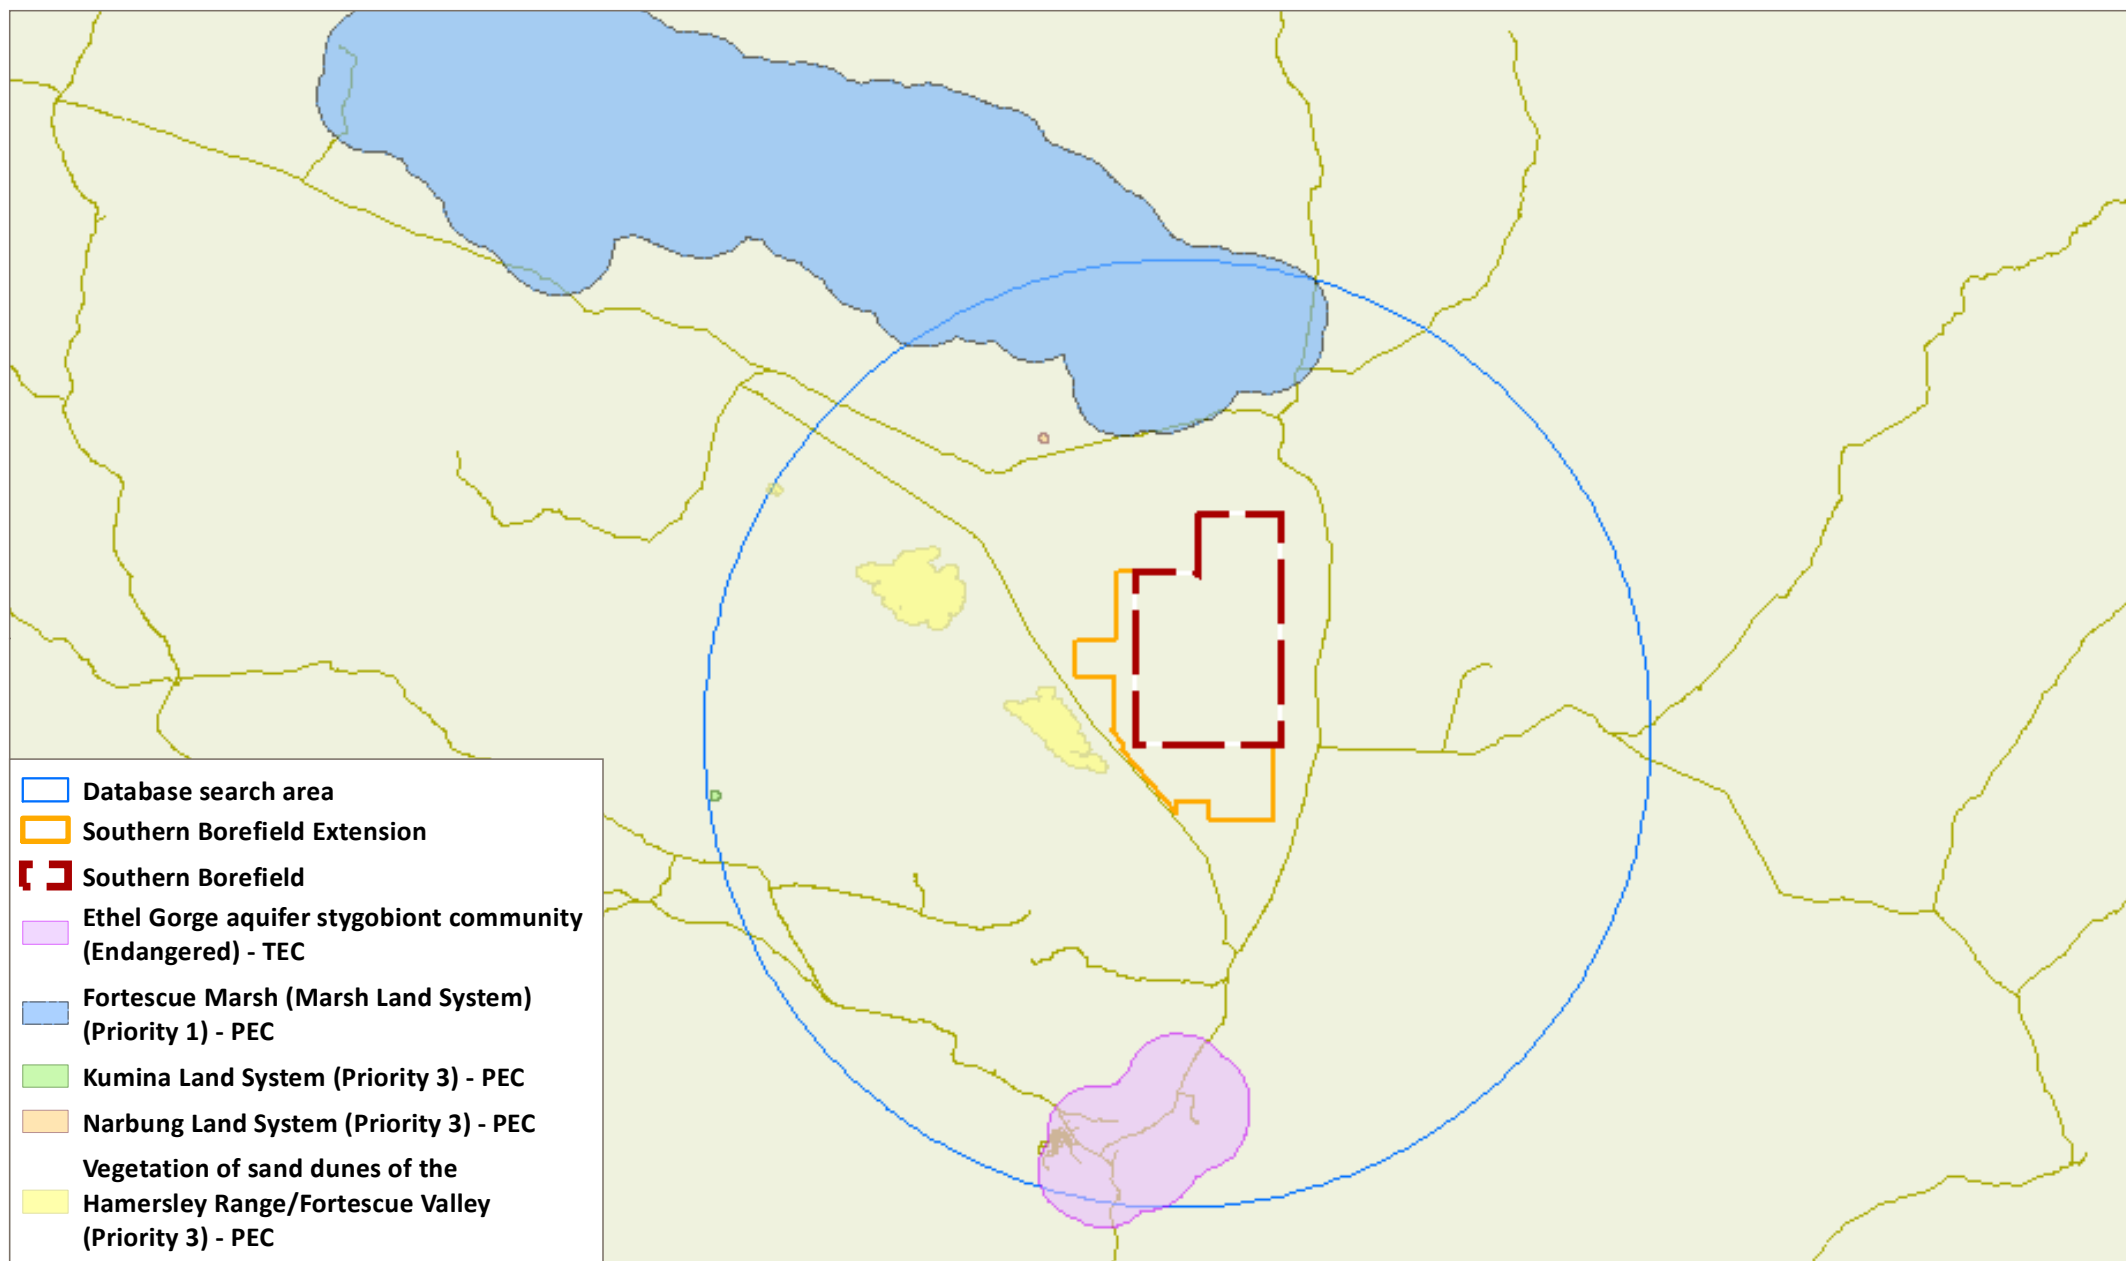 Database search area
Southern Borefield Extension
Southern Borefield
Ethel Gorge aquifer stygobiont community
(Endangered) - TEC
Fortescue Marsh (Marsh Land System)
(Priority 1) - PEC
Kumina Land System (Priority 3) - PEC
Narbung Land System (Priority 3) - PEC
Vegetation of sand dunes of the
Hamersley Range/Fortescue Valley
(Priority 3) - PEC